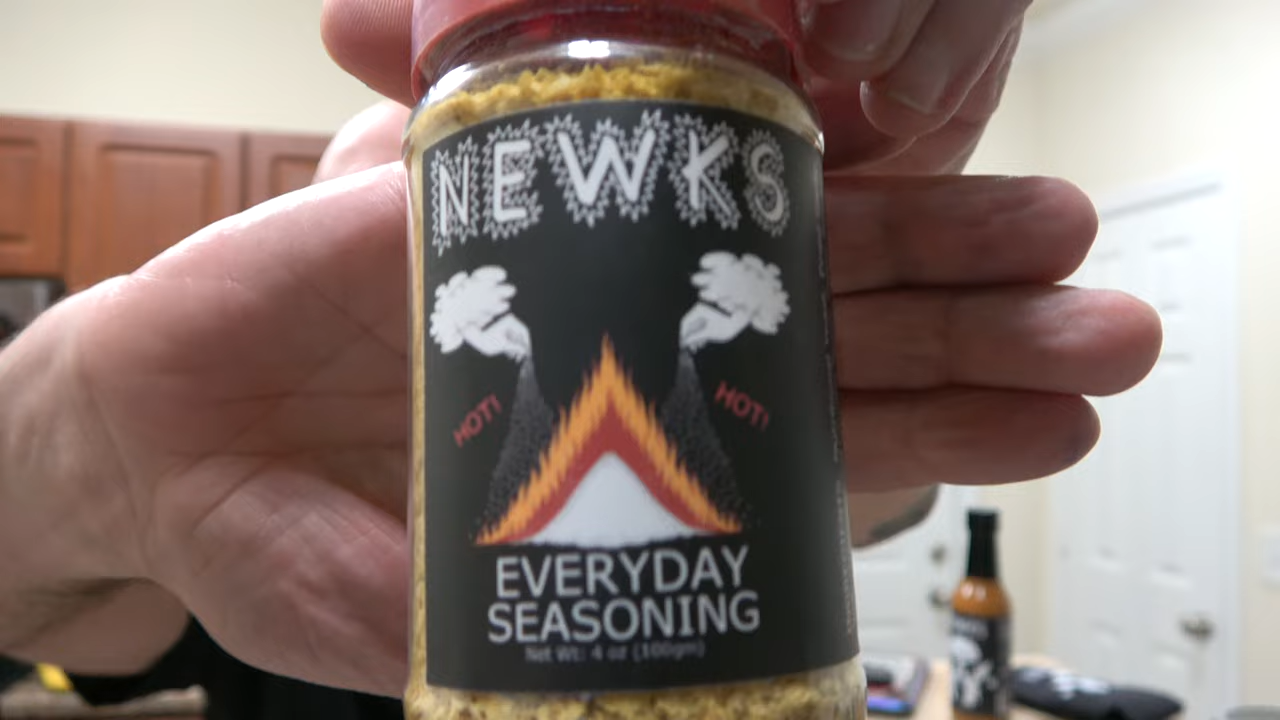 NEWKS
HOT!
HOT!
EVERYDAY
SEASONING
Net Wt: 4 oz (100gm)